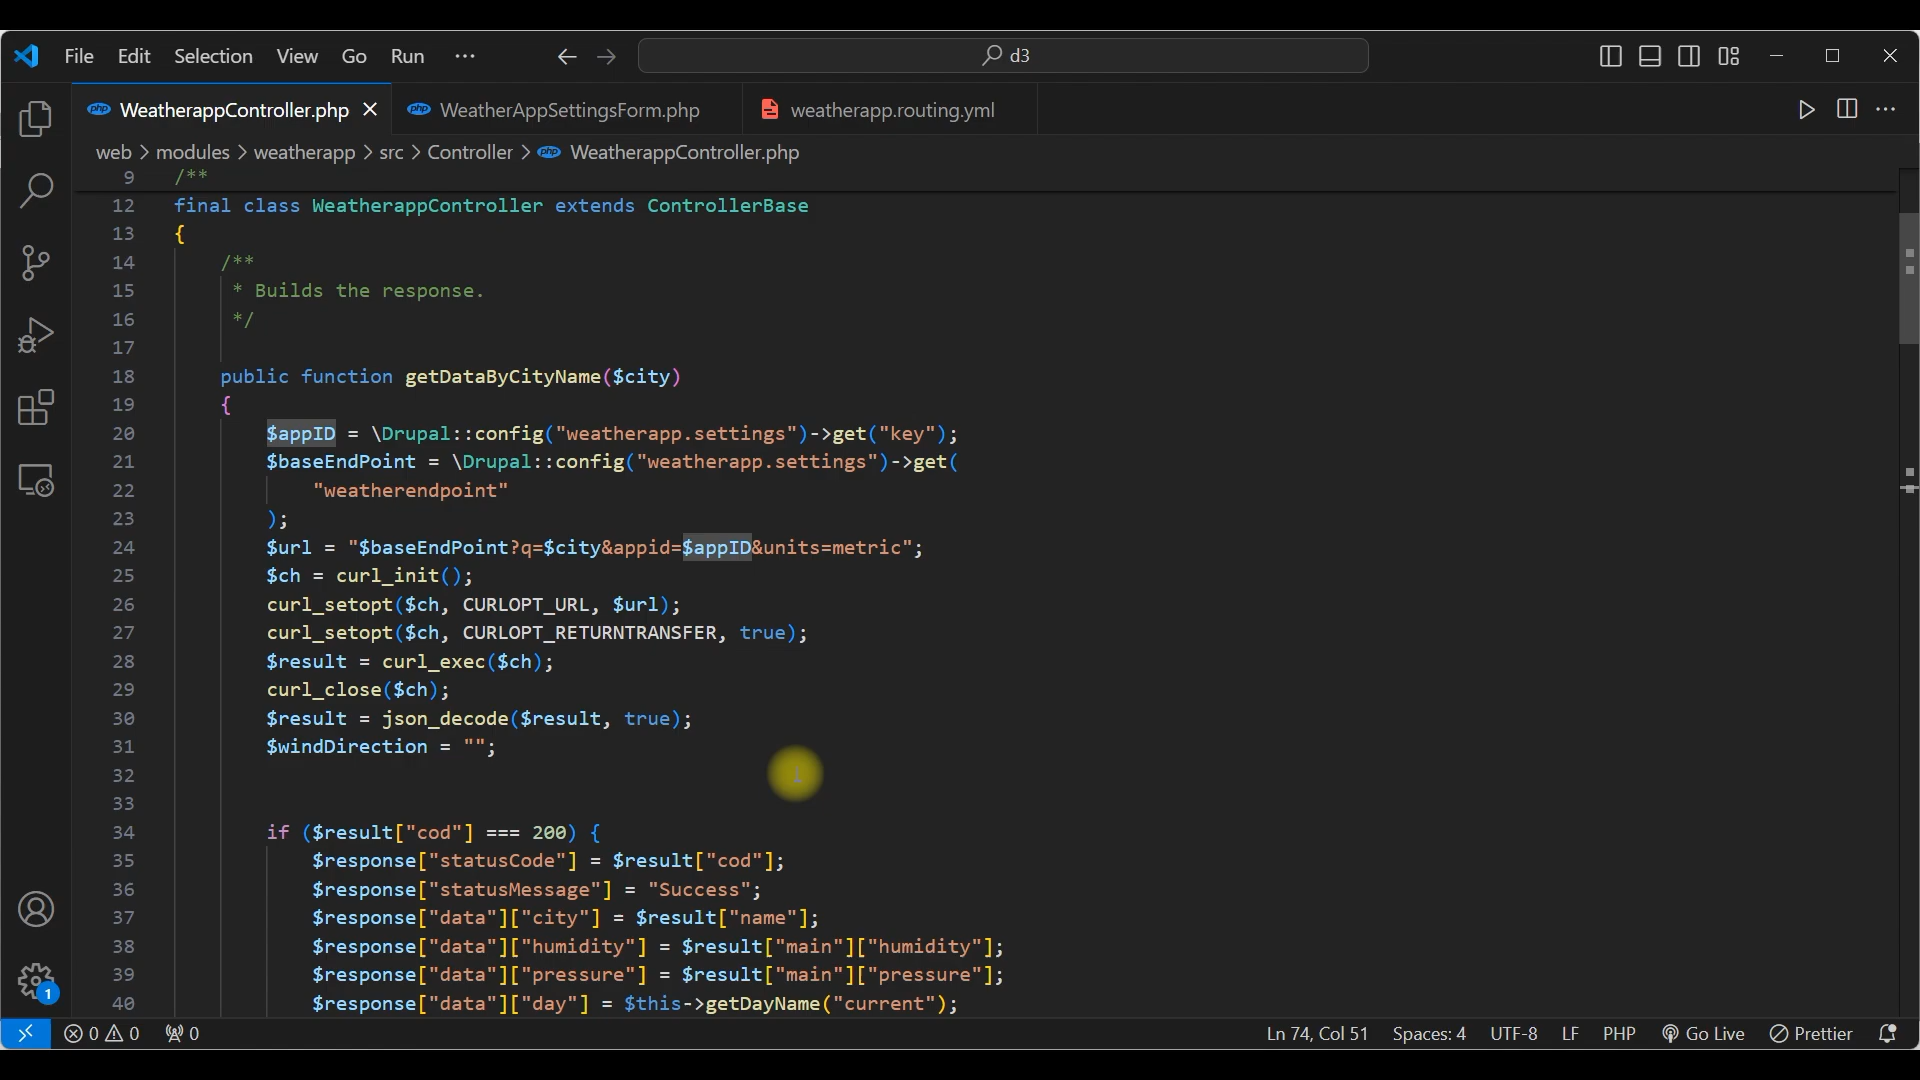 File Edit Selection View Go Run ··· d3
WeatherappController.php WeatherAppSettingsForm.php weatherapp.routing.yml
web > modules > weatherapp > src > Controller > php WeatherappController.php
9 /**
12 final class WeatherappController extends ControllerBase
13 {
14 /**
15 * Builds the response.
16 */
17
18 public function getDataByCityName($city)
19 {
20 $appID = \Drupal::config("weatherapp.settings")->get("key");
21 $baseEndPoint = \Drupal::config("weatherapp.settings")->get(
22 "weatherendpoint"
23 );
24 $url = "$baseEndPoint?q=$city&appid=$appID&units=metric";
25 $ch = curl_init();
26 curl_setopt($ch, CURLOPT_URL, $url);
27 curl_setopt($ch, CURLOPT_RETURNTRANSFER, true);
28 $result = curl_exec($ch);
29 curl_close($ch);
30 $result = json_decode($result, true);
31 $windDirection = "";
32
33
34 if ($result["cod"] === 200) {
35 $response["statusCode"] = $result["cod"];
36 $response["statusMessage"] = "Success";
37 $response["data"]["city"] = $result["name"];
38 $response["data"]["humidity"] = $result["main"]["humidity"];
39 $response["data"]["pressure"] = $result["main"]["pressure"];
40 $response["data"]["day"] = $this->getDayName("current");
1
0 0 0 Ln 74, Col 51 Spaces: 4 UTF-8 LF PHP Go Live Prettier